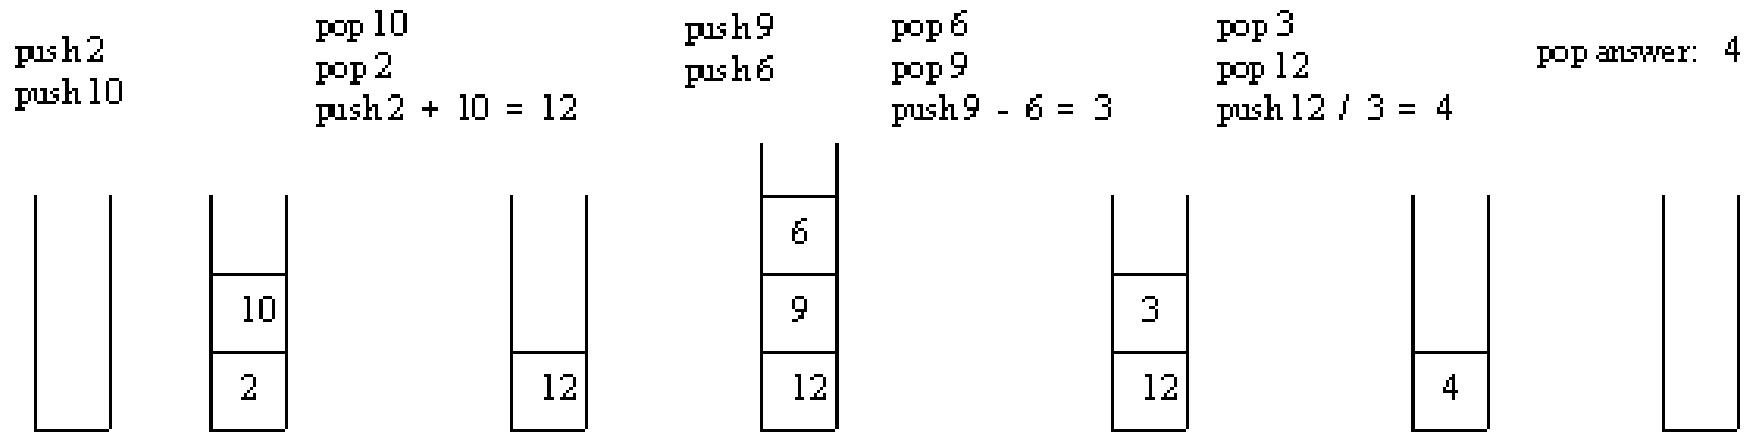 push 2
push 10
pop 10
pop 2
push 2 + 10 = 12
push 9
push 6
pop 6
pop 9
push 9 - 6 = 3
pop 3
pop 12
push 12 / 3 = 4
pop answer: 4
10
2
12
6
9
12
3
12
4